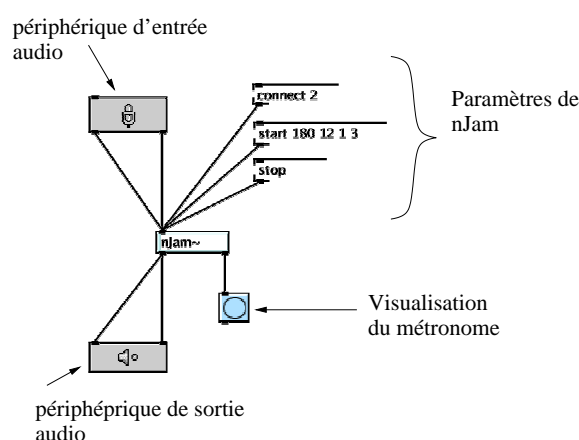 périphérique d’entrée
audio
connect 2
start 180 12 1 3
stop
Paramètres de
nJam
nJam~
Visualisation
du métronome
périphéprique de sortie
audio